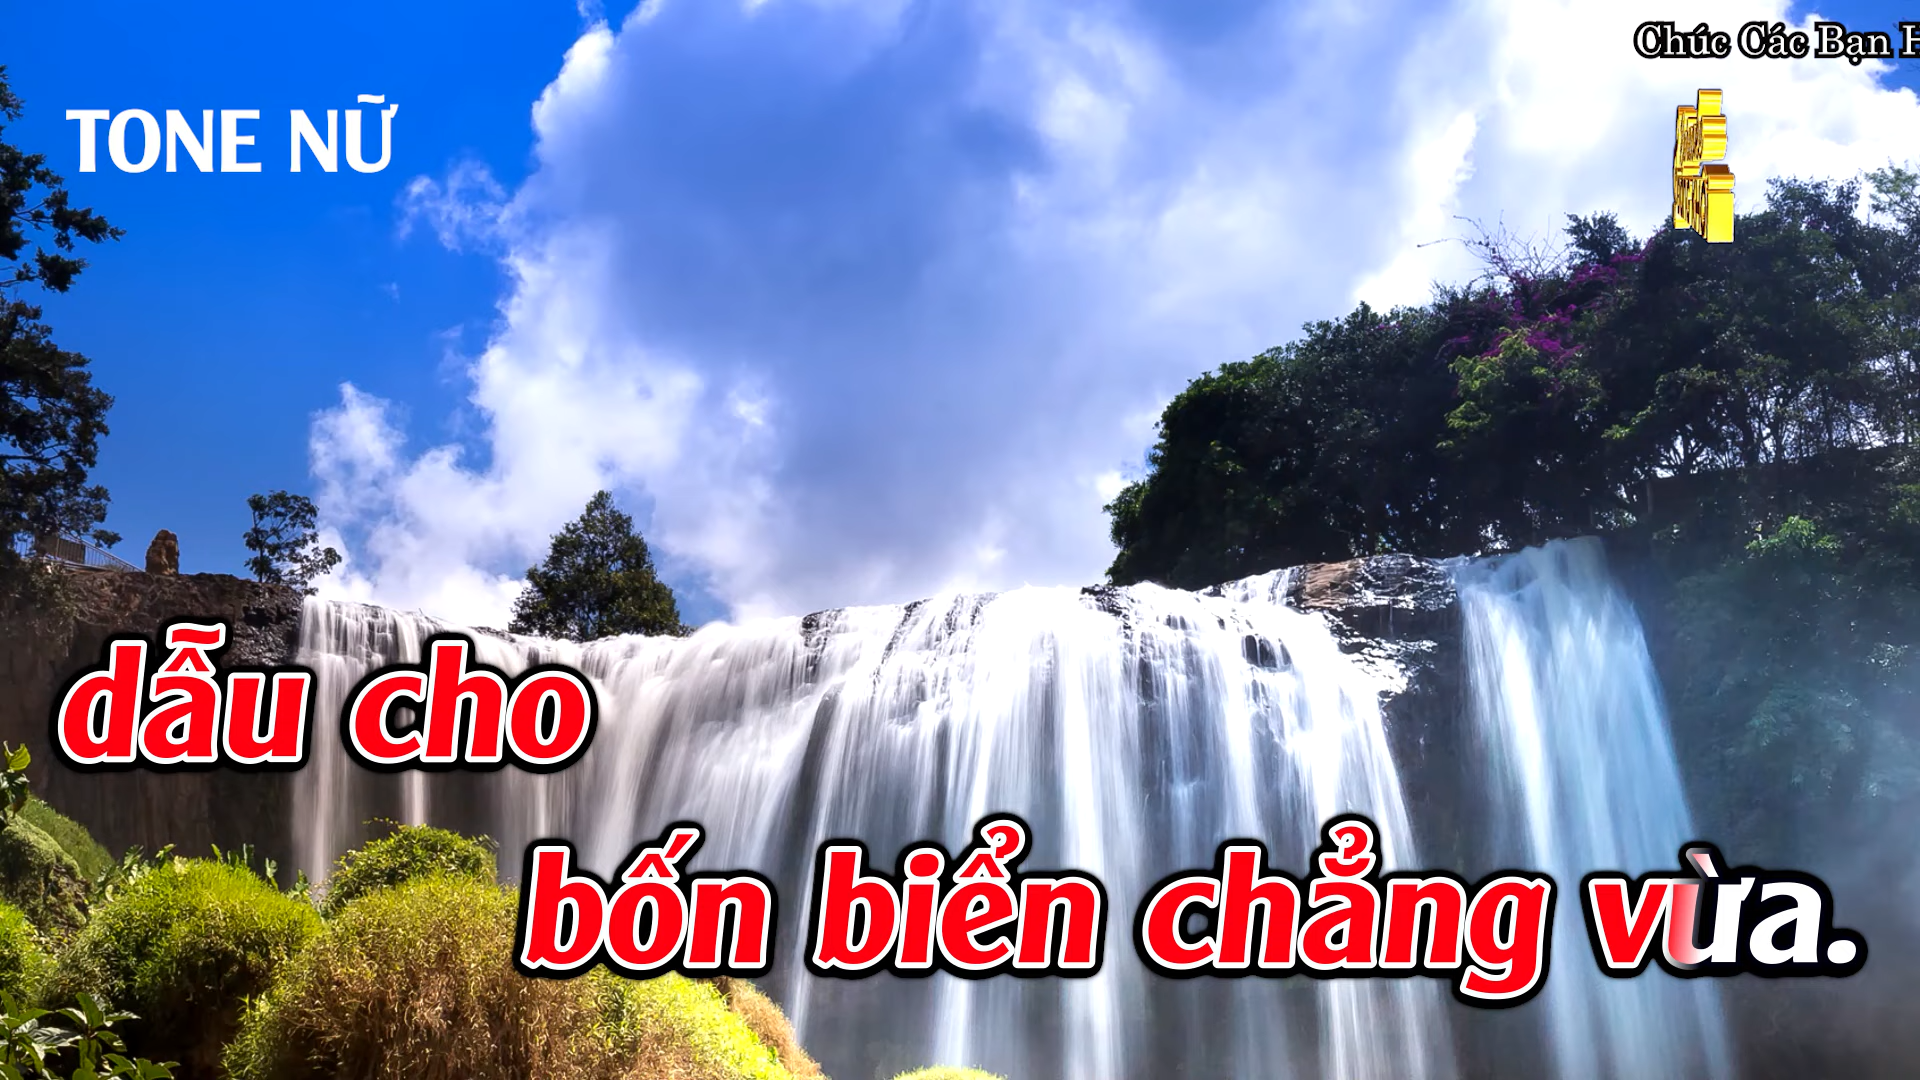 Chúc Các Bạn H
TONE NỮ
dẫu cho
bốn biển chẳng vừa.